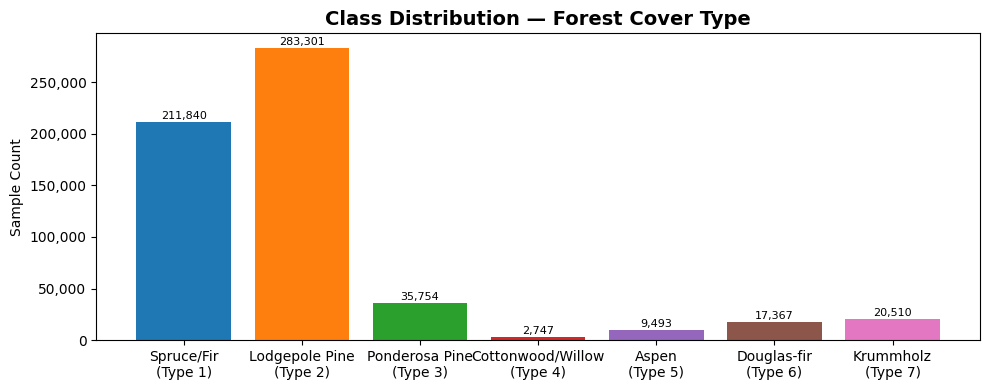 Class Distribution — Forest Cover Type
283,301
250,000
211,840
200,000
150,000
100,000
50,000
35,754
20,510
17,367
9,493
2,747
0
Sample Count
Spruce/Fir
(Type 1)
Lodgepole Pine
(Type 2)
Ponderosa Pine
(Type 3)
Cottonwood/Willow
(Type 4)
Aspen
(Type 5)
Douglas-fir
(Type 6)
Krummholz
(Type 7)